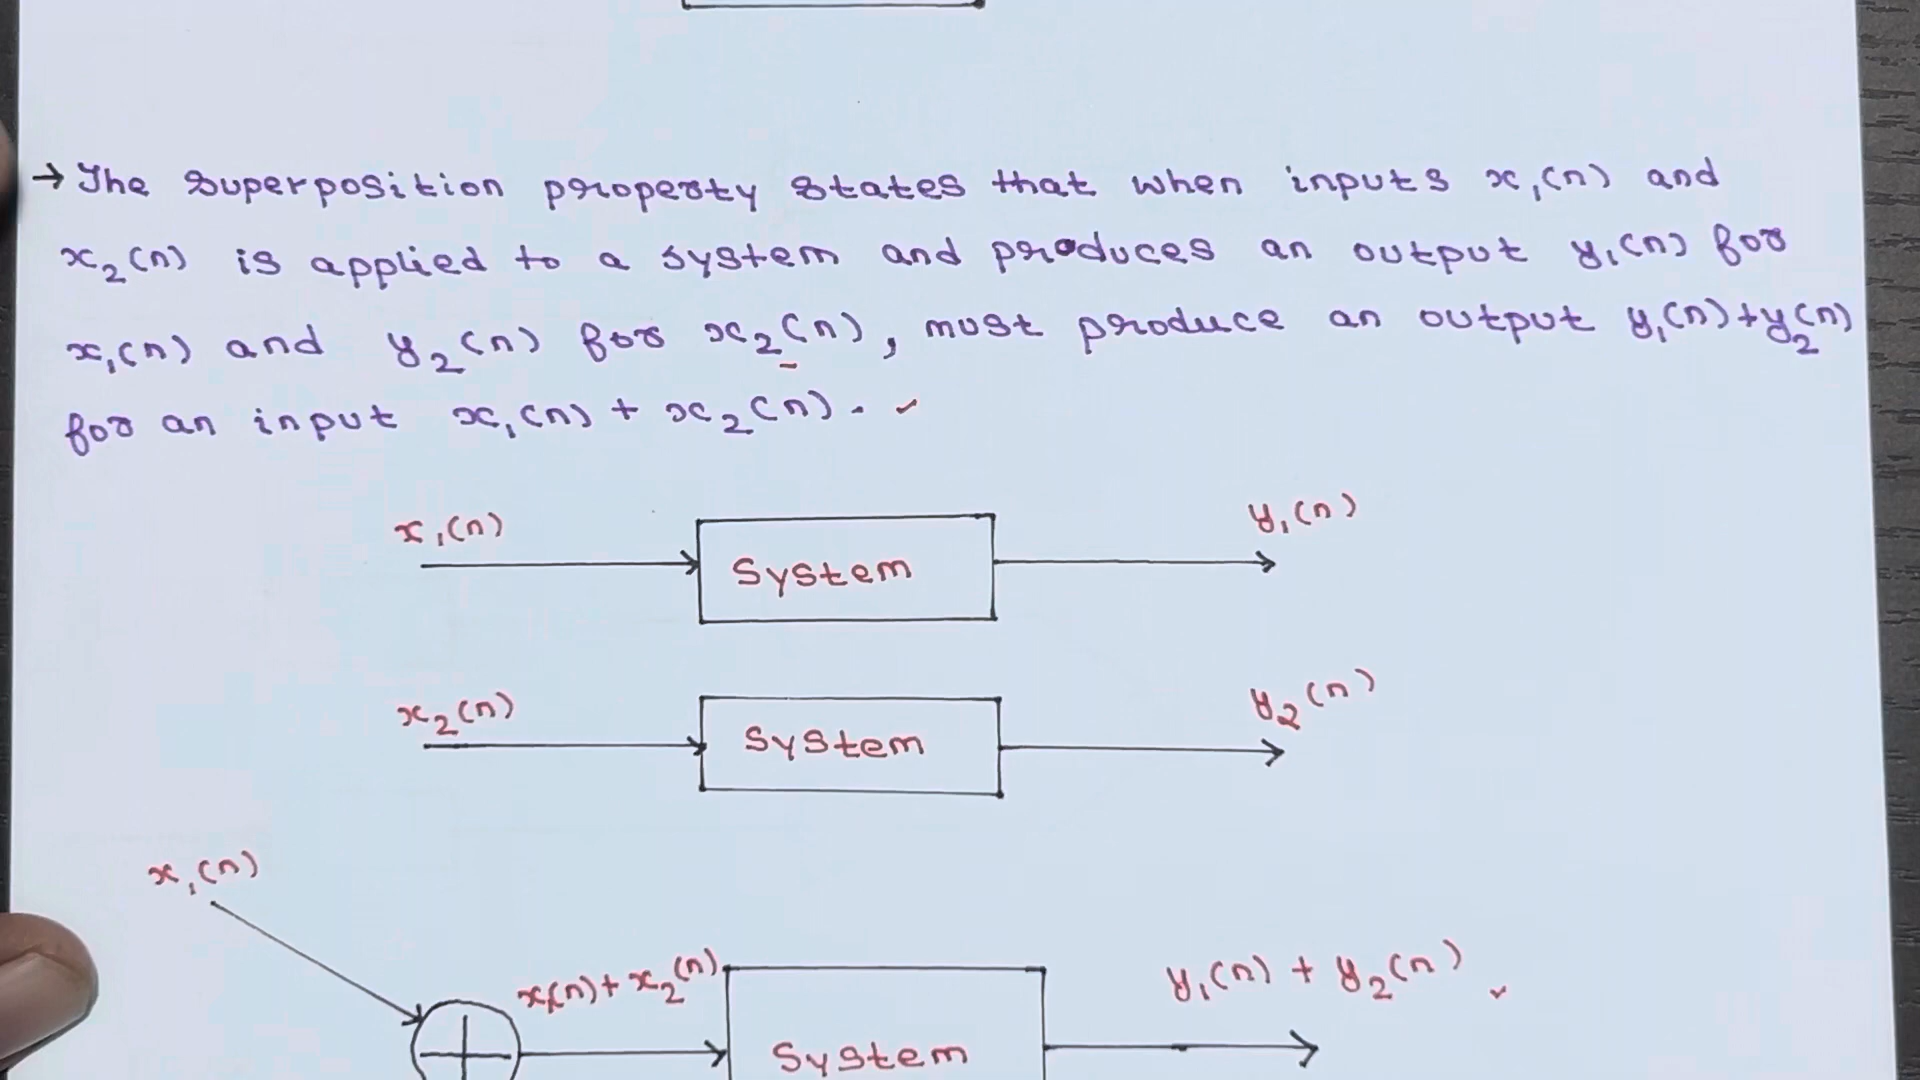 → The superposition property states that when inputs x₁(n) and
x₂(n) is applied to a system and produces an output y₁(n) for
x₁(n) and y₂(n) for x₂(n), must produce an output y₁(n)+y₂(n)
for an input x₁(n) + x₂(n).
x₁(n) System y₁(n)
x₂(n) System y₂(n)
x₁(n)
x₁(n) + x₂(n) System y₁(n) + y₂(n)